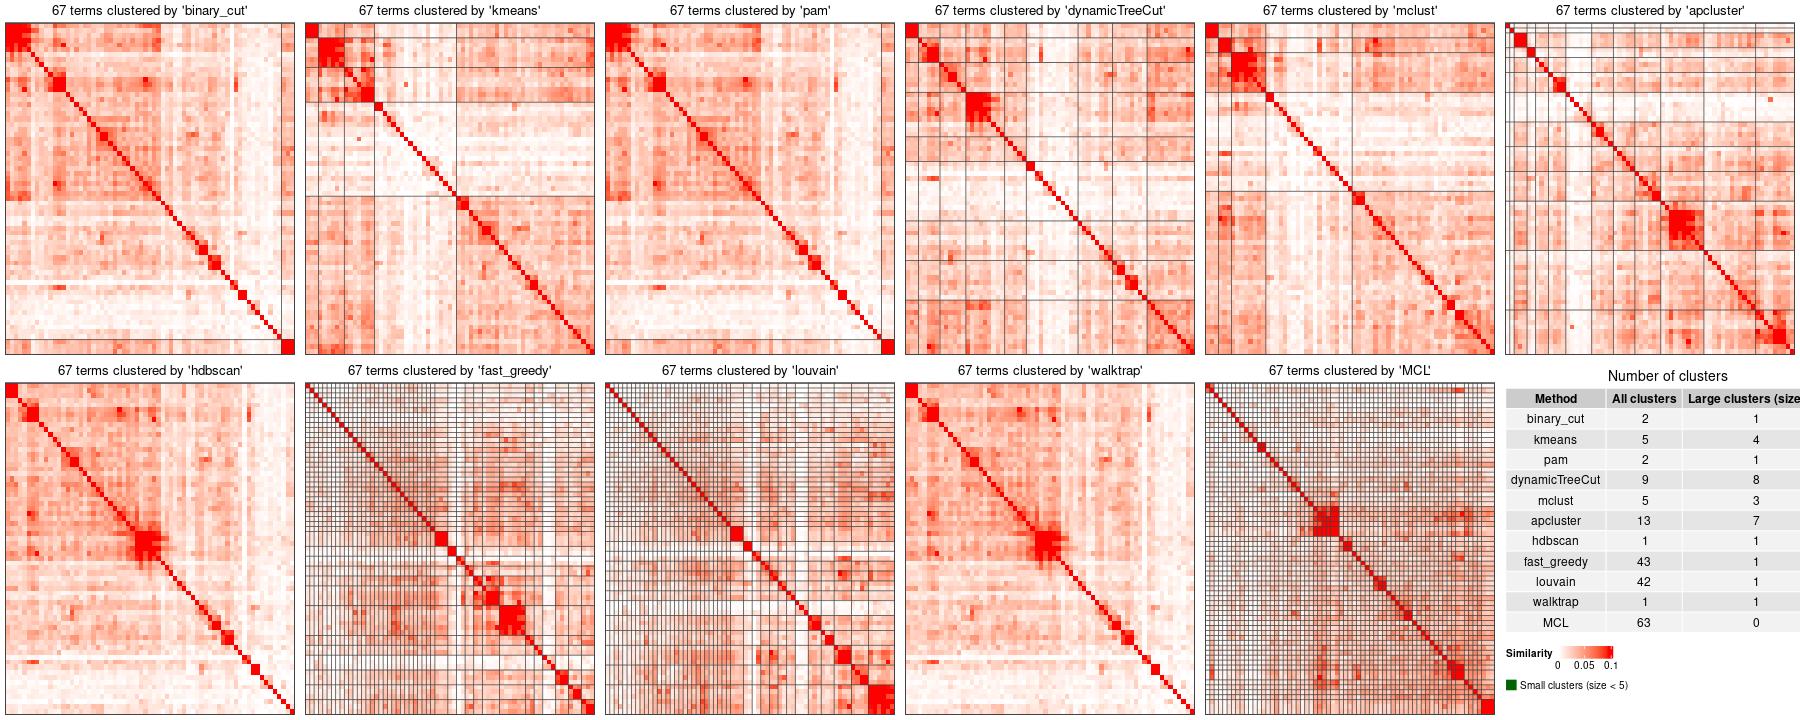 67 terms clustered by 'binary_cut'
67 terms clustered by 'kmeans'
67 terms clustered by 'pam'
67 terms clustered by 'dynamicTreeCut'
67 terms clustered by 'mclust'
67 terms clustered by 'apcluster'
67 terms clustered by 'hdbscan'
67 terms clustered by 'fast_greedy'
67 terms clustered by 'louvain'
67 terms clustered by 'walktrap'
67 terms clustered by 'MCL'
Number of clusters
Method All clusters Large clusters (size
binary_cut 2 1
kmeans 5 4
pam 2 1
dynamicTreeCut 9 8
mclust 5 3
apcluster 13 7
hdbscan 1 1
fast_greedy 43 1
louvain 42 1
walktrap 1 1
MCL 63 0
Similarity
0 0.05 0.1
Small clusters (size < 5)